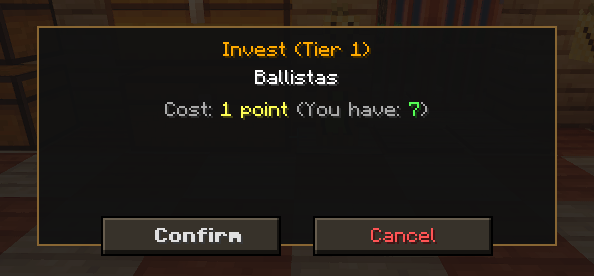 Invest (Tier 1)
Ballistas
Cost: 1 point (You have: 7)
Confirm
Cancel